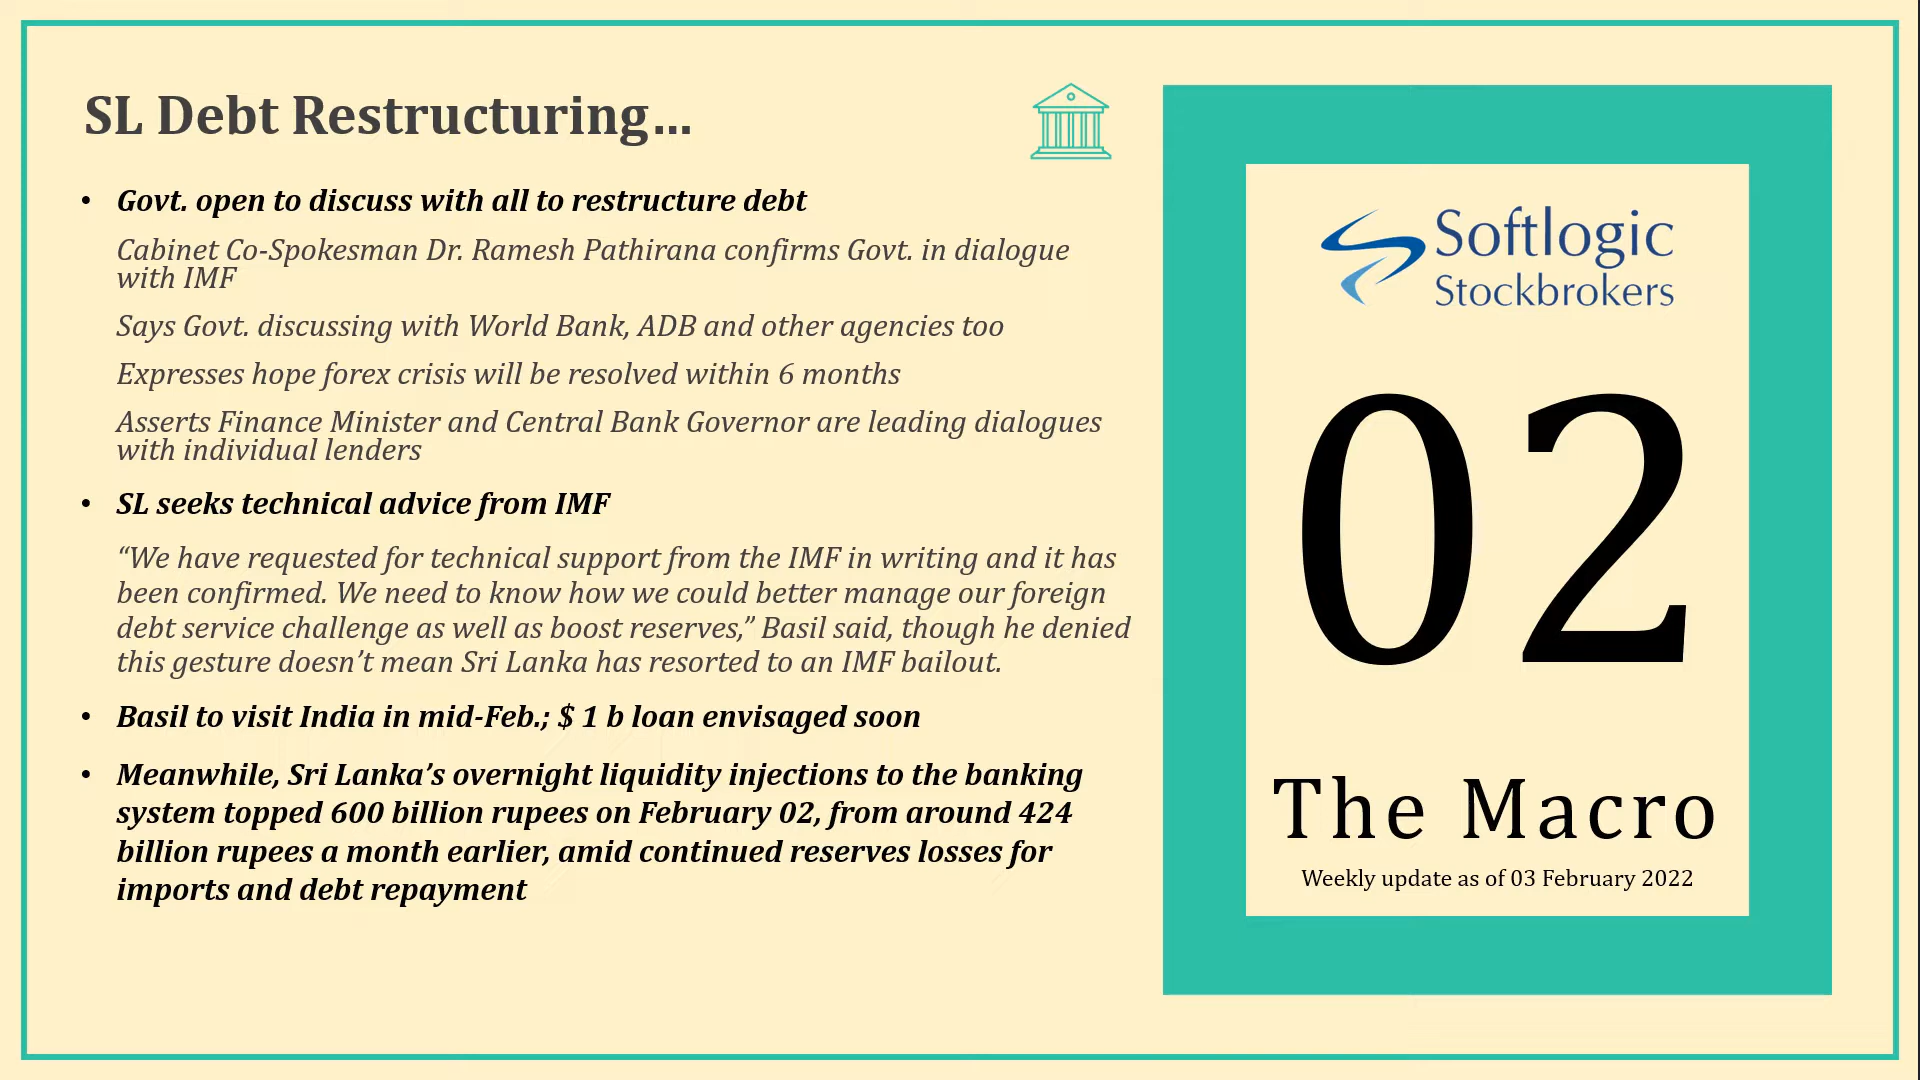 SL Debt Restructuring…
• Govt. open to discuss with all to restructure debt
Cabinet Co-Spokesman Dr. Ramesh Pathirana confirms Govt. in dialogue
with IMF
Says Govt. discussing with World Bank, ADB and other agencies too
Expresses hope forex crisis will be resolved within 6 months
Asserts Finance Minister and Central Bank Governor are leading dialogues
with individual lenders
• SL seeks technical advice from IMF
“We have requested for technical support from the IMF in writing and it has
been confirmed. We need to know how we could better manage our foreign
debt service challenge as well as boost reserves,” Basil said, though he denied
this gesture doesn’t mean Sri Lanka has resorted to an IMF bailout.
• Basil to visit India in mid-Feb.; $ 1 b loan envisaged soon
• Meanwhile, Sri Lanka’s overnight liquidity injections to the banking
system topped 600 billion rupees on February 02, from around 424
billion rupees a month earlier, amid continued reserves losses for
imports and debt repayment
Softlogic
Stockbrokers
02
The Macro
Weekly update as of 03 February 2022